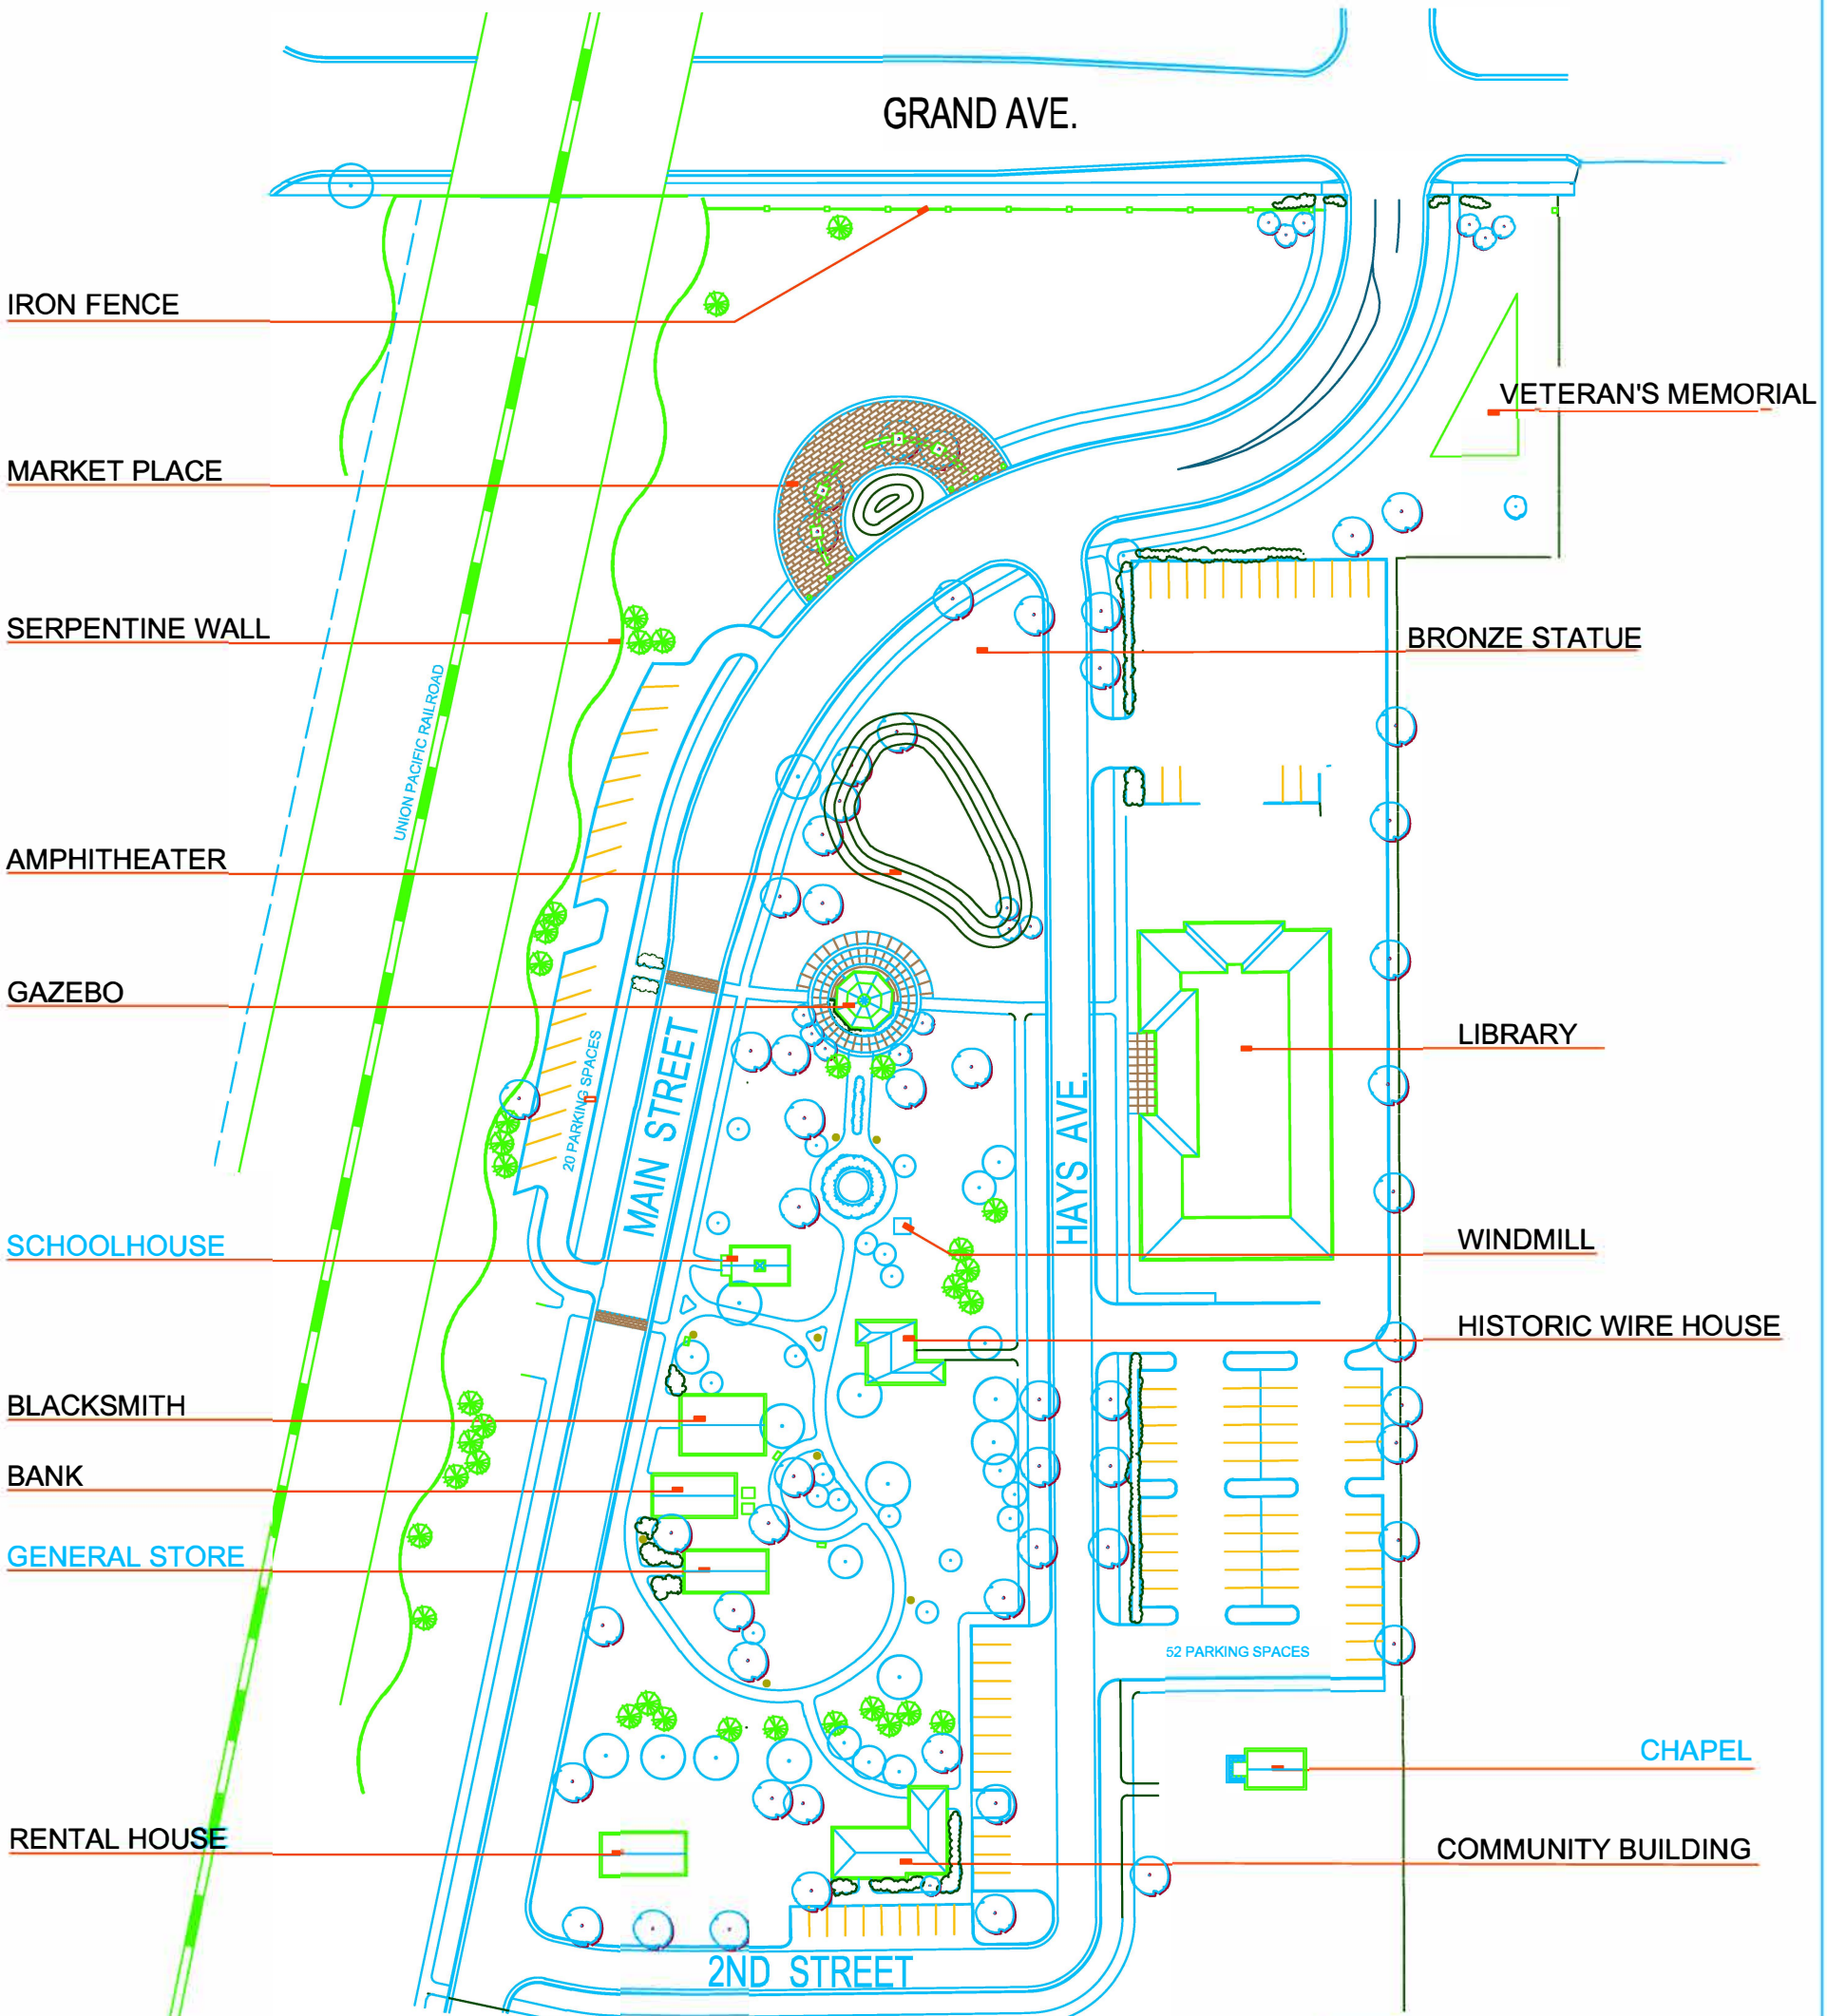 GRAND AVE.
IRON FENCE
VETERAN'S MEMORIAL
MARKET PLACE
SERPENTINE WALL
BRONZE STATUE
UNION PACIFIC RAILROAD
AMPHITHEATER
GAZEBO
LIBRARY
20 PARKING SPACES
MAIN STREET
HAYS AVE.
SCHOOLHOUSE
WINDMILL
HISTORIC WIRE HOUSE
BLACKSMITH
BANK
GENERAL STORE
52 PARKING SPACES
CHAPEL
RENTAL HOUSE
COMMUNITY BUILDING
2ND STREET